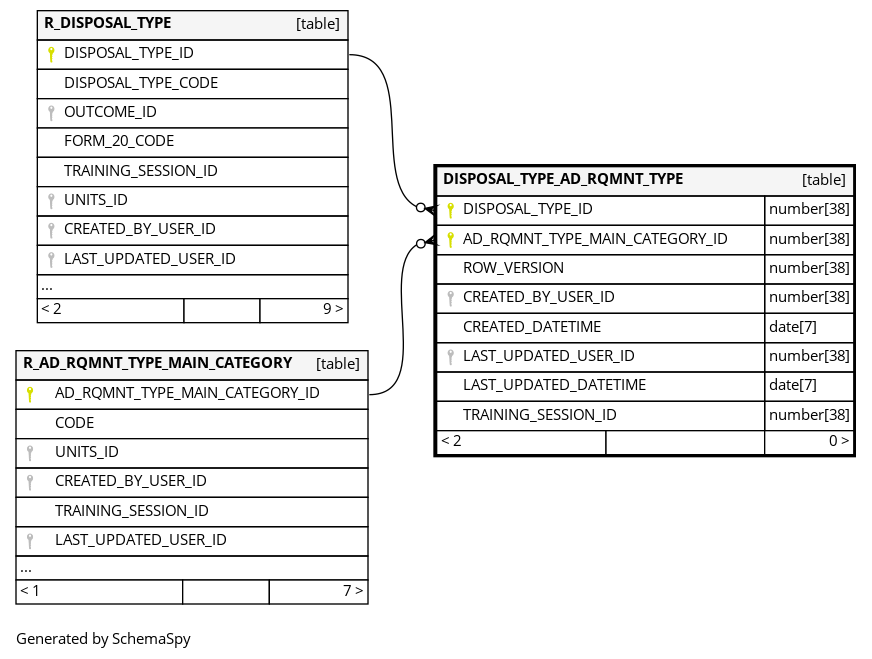 R_DISPOSAL_TYPE [table]
DISPOSAL_TYPE_ID
DISPOSAL_TYPE_CODE
OUTCOME_ID
FORM_20_CODE
TRAINING_SESSION_ID
UNITS_ID
CREATED_BY_USER_ID
LAST_UPDATED_USER_ID
...
< 2 9 >
DISPOSAL_TYPE_AD_RQMNT_TYPE [table]
DISPOSAL_TYPE_ID number[38]
AD_RQMNT_TYPE_MAIN_CATEGORY_ID number[38]
ROW_VERSION number[38]
CREATED_BY_USER_ID number[38]
CREATED_DATETIME date[7]
LAST_UPDATED_USER_ID number[38]
LAST_UPDATED_DATETIME date[7]
TRAINING_SESSION_ID number[38]
< 2 0 >
R_AD_RQMNT_TYPE_MAIN_CATEGORY [table]
AD_RQMNT_TYPE_MAIN_CATEGORY_ID
CODE
UNITS_ID
CREATED_BY_USER_ID
TRAINING_SESSION_ID
LAST_UPDATED_USER_ID
...
< 1 7 >
Generated by SchemaSpy